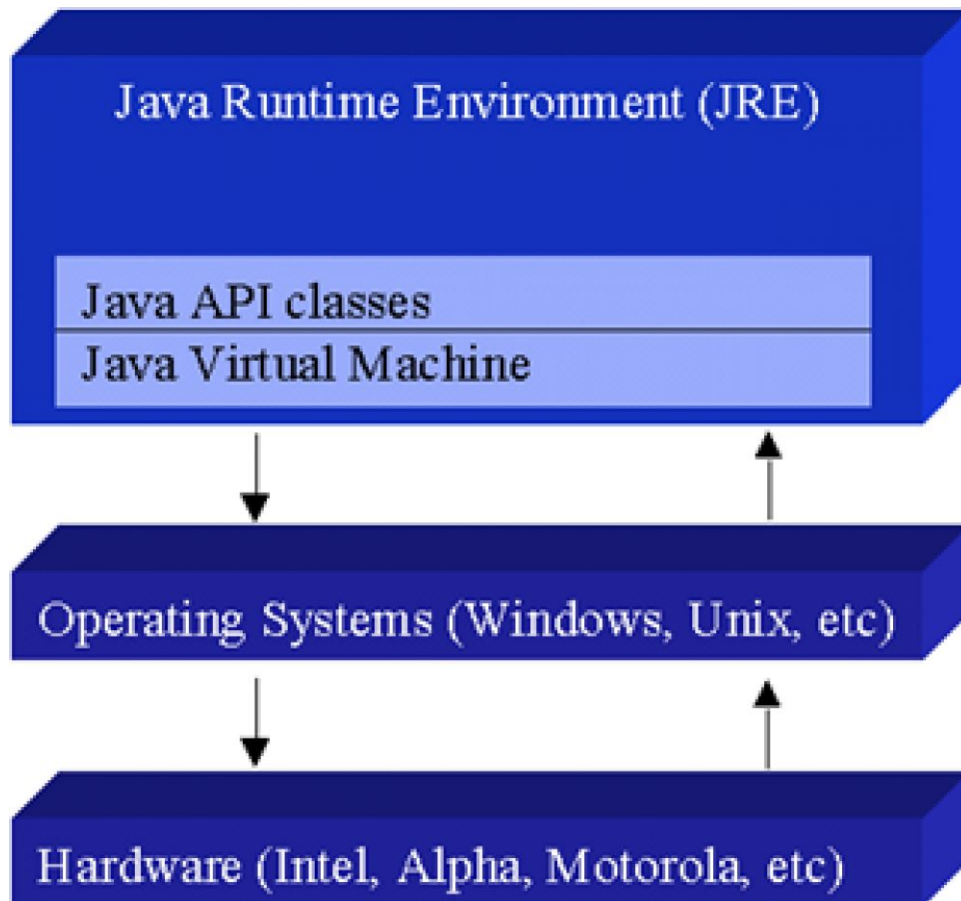 Java Runtime Environment (JRE)
Java API classes
Java Virtual Machine
Operating Systems (Windows, Unix, etc)
Hardware (Intel, Alpha, Motorola, etc)